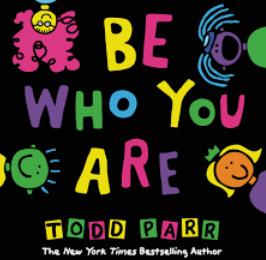 BE
WHO YOU
ARE
TODD PARR
The New York Times Bestselling Author